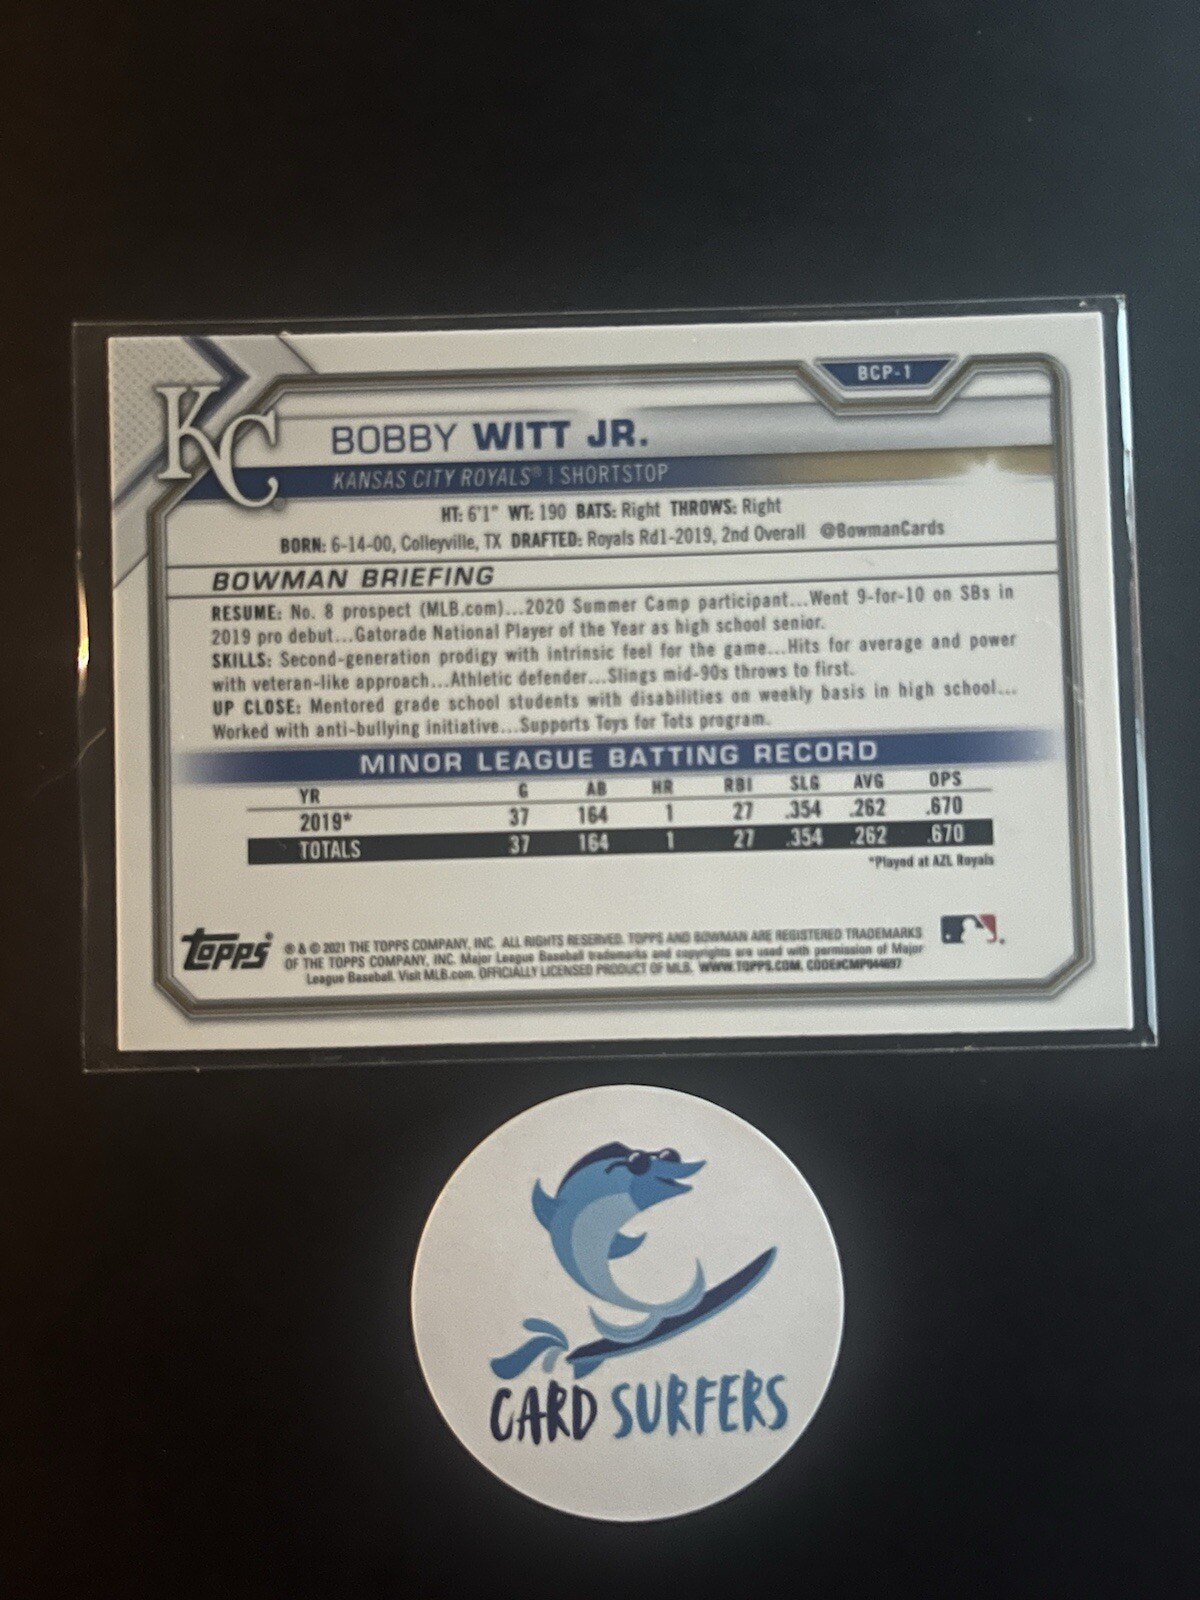 KC
BCP-1
BOBBY WITT JR.
KANSAS CITY ROYALS® | SHORTSTOP
HT: 6'1" WT: 190 BATS: Right THROWS: Right
BORN: 6-14-00, Colleyville, TX DRAFTED: Royals Rd1-2019, 2nd Overall @BowmanCards
BOWMAN BRIEFING
RESUME: No. 8 prospect (MLB.com)...2020 Summer Camp participant...Went 9-for-10 on SBs in
2019 pro debut...Gatorade National Player of the Year as high school senior.
SKILLS: Second-generation prodigy with intrinsic feel for the game...Hits for average and power
with veteran-like approach...Athletic defender...Slings mid-90s throws to first.
UP CLOSE: Mentored grade school students with disabilities on weekly basis in high school...
Worked with anti-bullying initiative...Supports Toys for Tots program.
MINOR LEAGUE BATTING RECORD
YR G AB HR RBI SLG AVG OPS
2019* 37 164 1 27 .354 .262 .670
TOTALS 37 164 1 27 .354 .262 .670
*Played at AZL Royals
Topps®
® & © 2021 THE TOPPS COMPANY, INC. ALL RIGHTS RESERVED. TOPPS AND BOWMAN ARE REGISTERED TRADEMARKS
OF THE TOPPS COMPANY, INC. Major League Baseball trademarks and copyrights are used with permission of Major
League Baseball. Visit MLB.com. OFFICIALLY LICENSED PRODUCT OF MLB. WWW.TOPPS.COM. CODE#CMP044697
CARD SURFERS